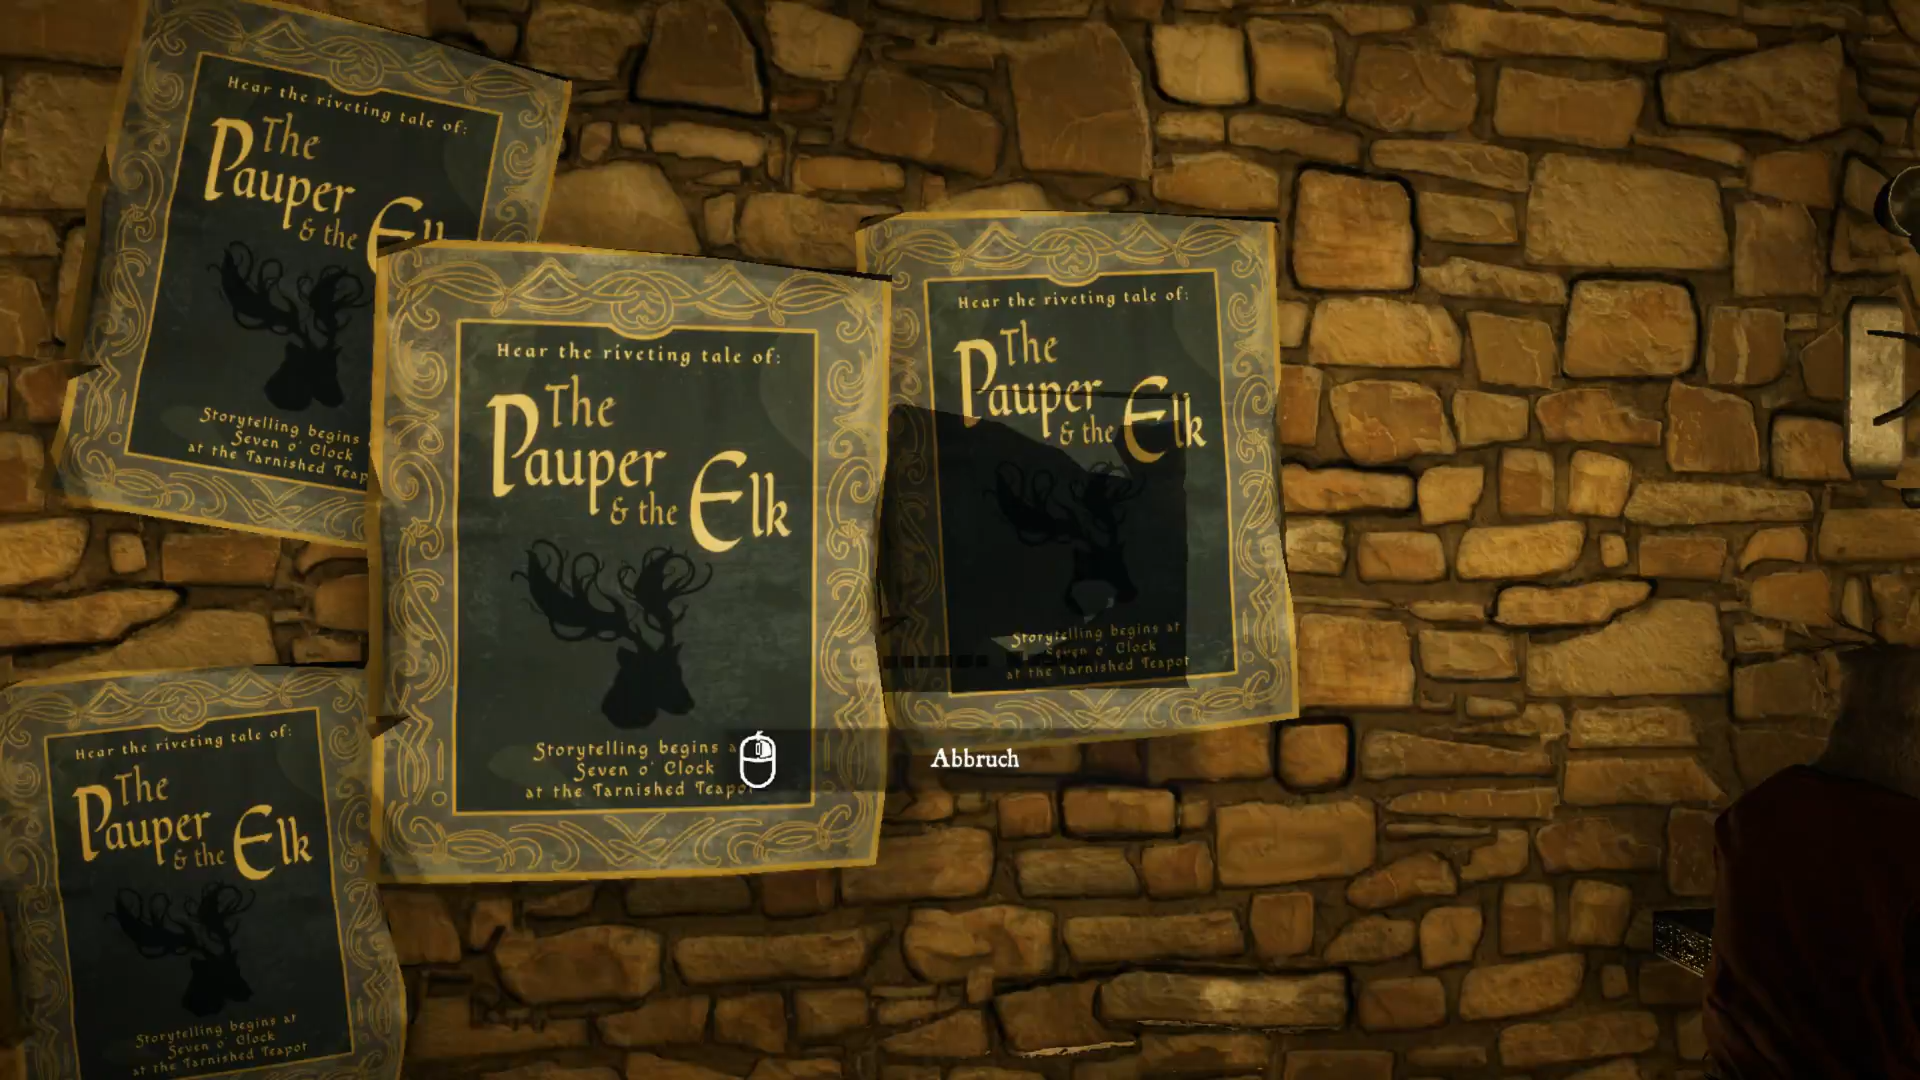 Hear the riveting tale of:
The
Pauper
& the Elk
Storytelling begins
Seven o' Clock
at the Tarnished
Hear the riveting tale of:
The
Pauper
& the Elk
Storytelling begins
Seven o' Clock
at the Tarnished Teapot
Hear the riveting tale of:
The
Pauper
& the Elk
Storytelling begins at
Seven o' Clock
at the Tarnished Teapot
Hear the riveting tale of:
The
Pauper
& the Elk
Storytelling begins at
Seven o' Clock
at the Tarnished Teapot
Abbruch